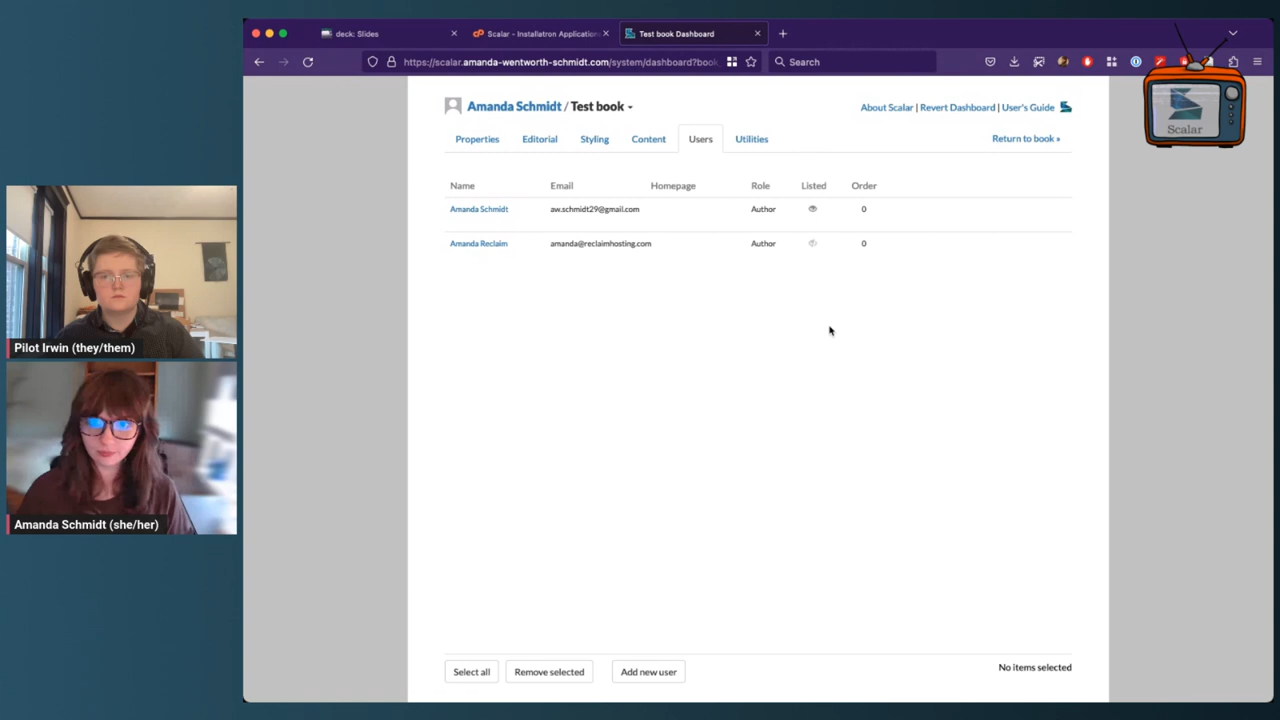 deck: Slides
Scalar - Installatron Application
Test book Dashboard
https://scalar.amanda-wentworth-schmidt.com/system/dashboard?book
Search
Scalar
Amanda Schmidt / Test book
About Scalar | Revert Dashboard | User's Guide
Properties Editorial Styling Content Users Utilities Return to book »
Name Email Homepage Role Listed Order
Amanda Schmidt aw.schmidt29@gmail.com Author 0
Amanda Reclaim amanda@reclaimhosting.com Author 0
Pilot Irwin (they/them)
Amanda Schmidt (she/her)
Select all Remove selected Add new user No items selected